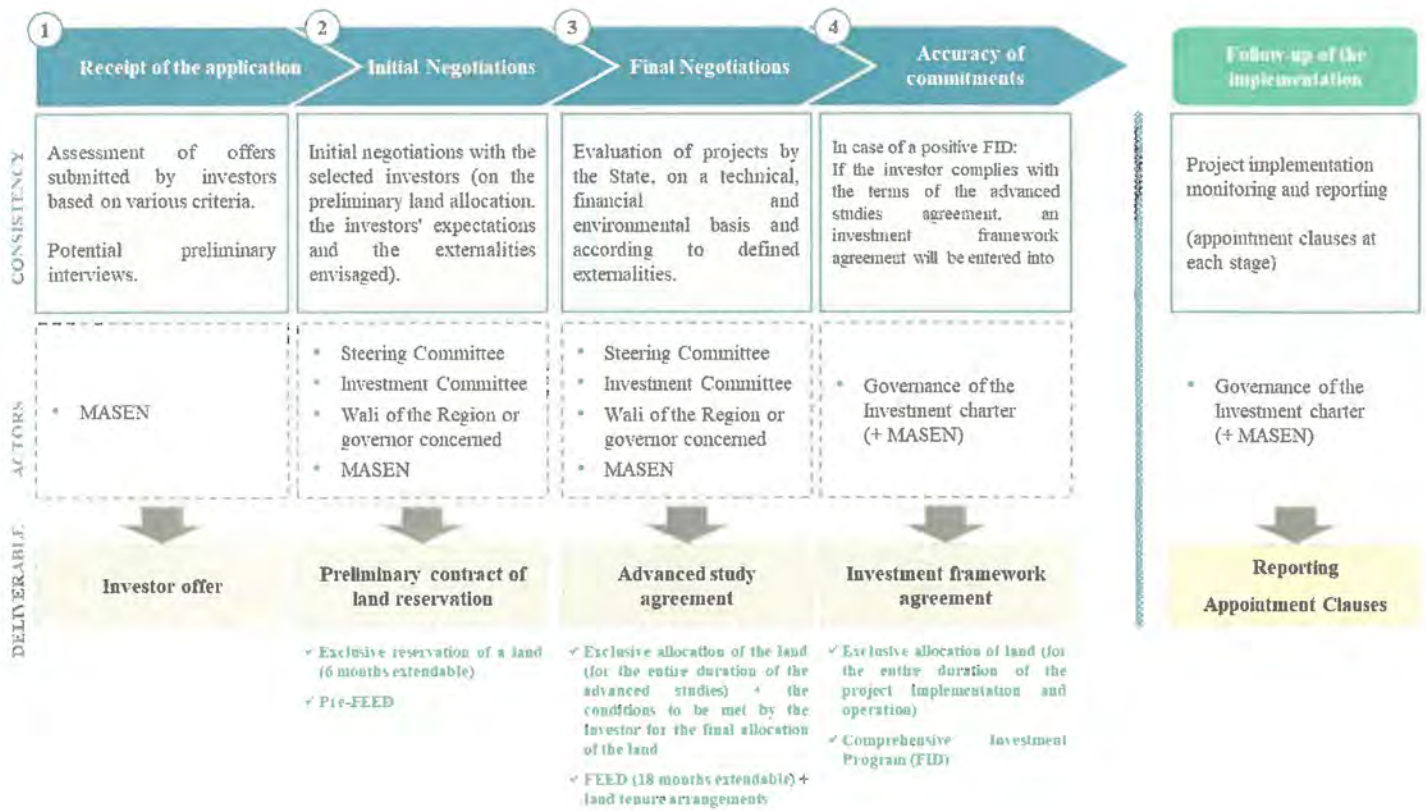 1
2
3
4
Receipt of the application
Initial Negotiations
Final Negotiations
Accuracy of
commitments
Follow-up of the
implementation
CONSISTENCY
Assessment of offers
submitted by investors
based on various criteria.
Potential preliminary
interviews.
Initial negotiations with the
selected investors (on the
preliminary land allocation.
the investors' expectations
and the externalities
envisaged).
Evaluation of projects by
the State, on a technical,
financial and
environmental basis and
according to defined
externalities.
In case of a positive FID:
If the investor complies with
the terms of the advanced
studies agreement, an
investment framework
agreement will be entered into
Project implementation
monitoring and reporting
(appointment clauses at
each stage)
ACTORS
• MASEN
• Steering Committee
• Investment Committee
• Wali of the Region or
governor concerned
• MASEN
• Steering Committee
• Investment Committee
• Wali of the Region or
governor concerned
• MASEN
• Governance of the
Investment charter
(+ MASEN)
• Governance of the
Investment charter
(+ MASEN)
DELIVERABLE
Investor offer
Preliminary contract of
land reservation
Advanced study
agreement
Investment framework
agreement
Reporting
Appointment Clauses
✓ Exclusive reservation of a land
(6 months extendable)
✓ Pre-FEED
✓ Exclusive allocation of the land
(for the entire duration of the
advanced studies) + the
conditions to be met by the
Investor for the final allocation
of the land
✓ FEED (18 months extendable) +
land tenure arrangements
✓ Exclusive allocation of land (for
the entire duration of the
project Implementation and
operation)
✓ Comprehensive Investment
Program (FID)